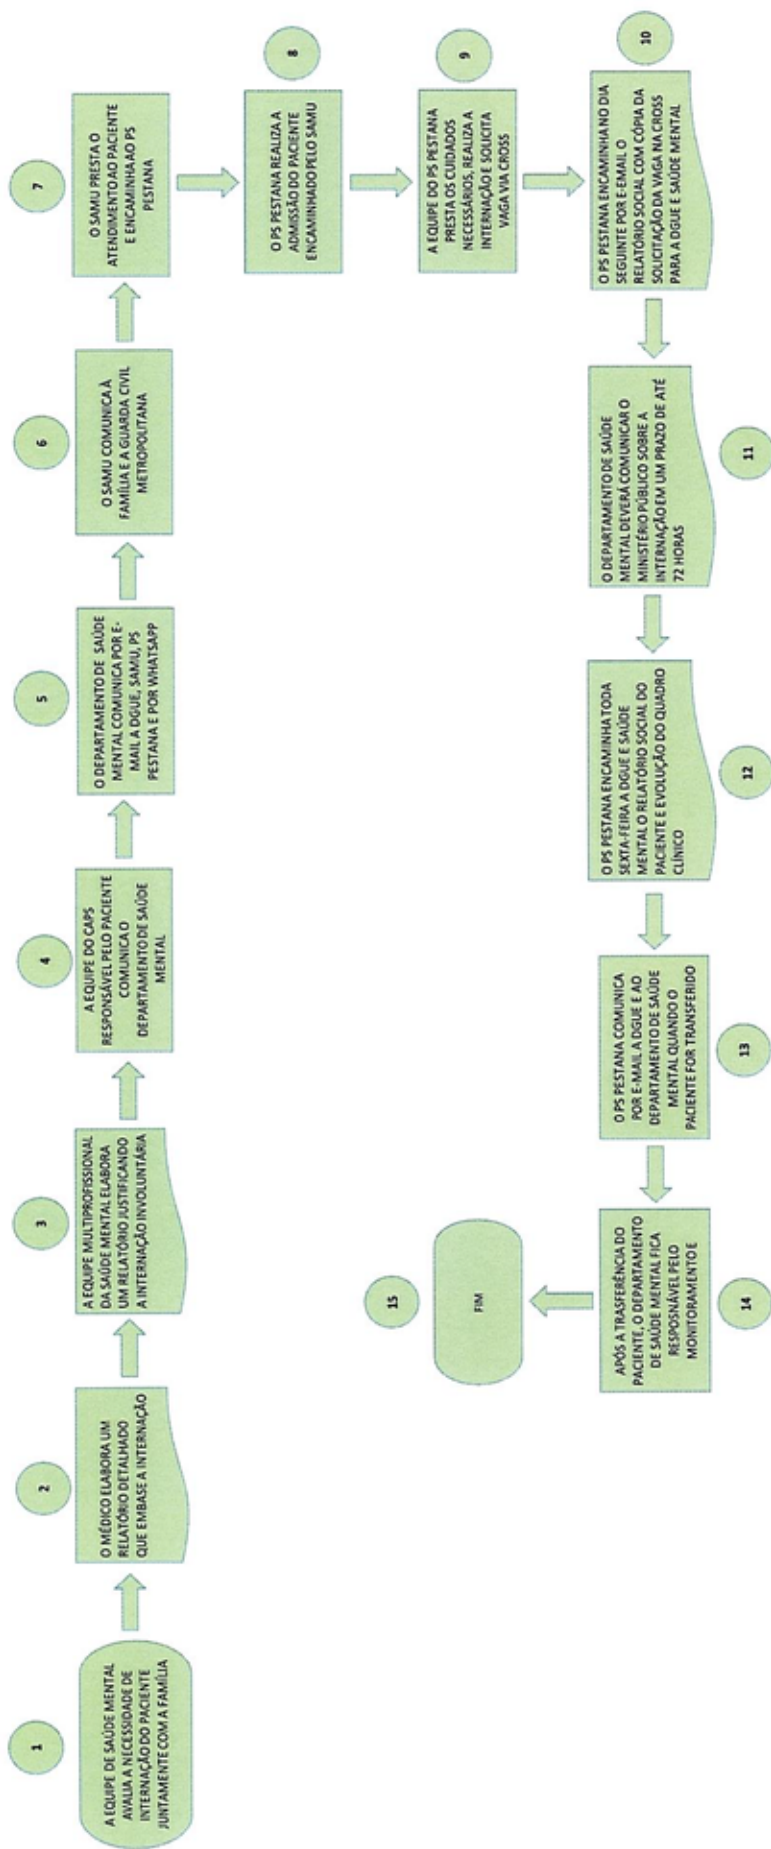 1
A EQUIPE DE SAÚDE MENTAL
AVALIA A NECESSIDADE DE
INTERNAÇÃO DO PACIENTE
JUNTAMENTE COM A FAMÍLIA
2
O MÉDICO ELABORA UM
RELATÓRIO DETALHADO
QUE EMBASE A INTERNAÇÃO
3
A EQUIPE MULTIPROFISSIONAL
DA SAÚDE MENTAL ELABORA
UM RELATÓRIO JUSTIFICANDO
A INTERNAÇÃO INVOLUNTÁRIA
4
A EQUIPE DO CAPS
RESPONSÁVEL PELO PACIENTE
COMUNICA O
DEPARTAMENTO DE SAÚDE
MENTAL
5
O DEPARTAMENTO DE SAÚDE
MENTAL COMUNICA POR E-
MAIL A DGUE, SAMU, PS
PESTANA E POR WHATSAPP
6
O SAMU COMUNICA À
FAMÍLIA E A GUARDA CIVIL
METROPOLITANA
7
O SAMU PRESTA O
ATENDIMENTO AO PACIENTE
E ENCAMINHA AO PS
PESTANA
8
O PS PESTANA REALIZA A
ADMISSÃO DO PACIENTE
ENCAMINHADO PELO SAMU
9
A EQUIPE DO PS PESTANA
PRESTA OS CUIDADOS
NECESSÁRIOS, REALIZA A
INTERNAÇÃO E SOLICITA
VAGA VIA CROSS
10
O PS PESTANA ENCAMINHA NO DIA
SEGUINTE POR E-EMAIL O
RELATÓRIO SOCIAL COM CÓPIA DA
SOLICITAÇÃO DA VAGA NA CROSS
PARA A DGUE E SAÚDE MENTAL
11
O DEPARTAMENTO DE SAÚDE
MENTAL DEVERÁ COMUNICAR O
MINISTÉRIO PÚBLICO SOBRE A
INTERNAÇÃO EM UM PRAZO DE ATÉ
72 HORAS
12
O PS PESTANA ENCAMINHA TODA
SEXTA-FEIRA A DGUE E SAÚDE
MENTAL O RELATÓRIO SOCIAL DO
PACIENTE E EVOLUÇÃO DO QUADRO
CLÍNICO
13
O PS PESTANA COMUNICA
POR E-MAIL A DGUE E AO
DEPARTAMENTO DE SAÚDE
MENTAL QUANDO O
PACIENTE FOR TRANSFERIDO
14
APÓS A TRASFERÊNCIA DO
PACIENTE, O DEPARTAMENTO
DE SAÚDE MENTAL FICA
RESPOSNÁVEL PELO
MONITORAMENTO E
15
FIM